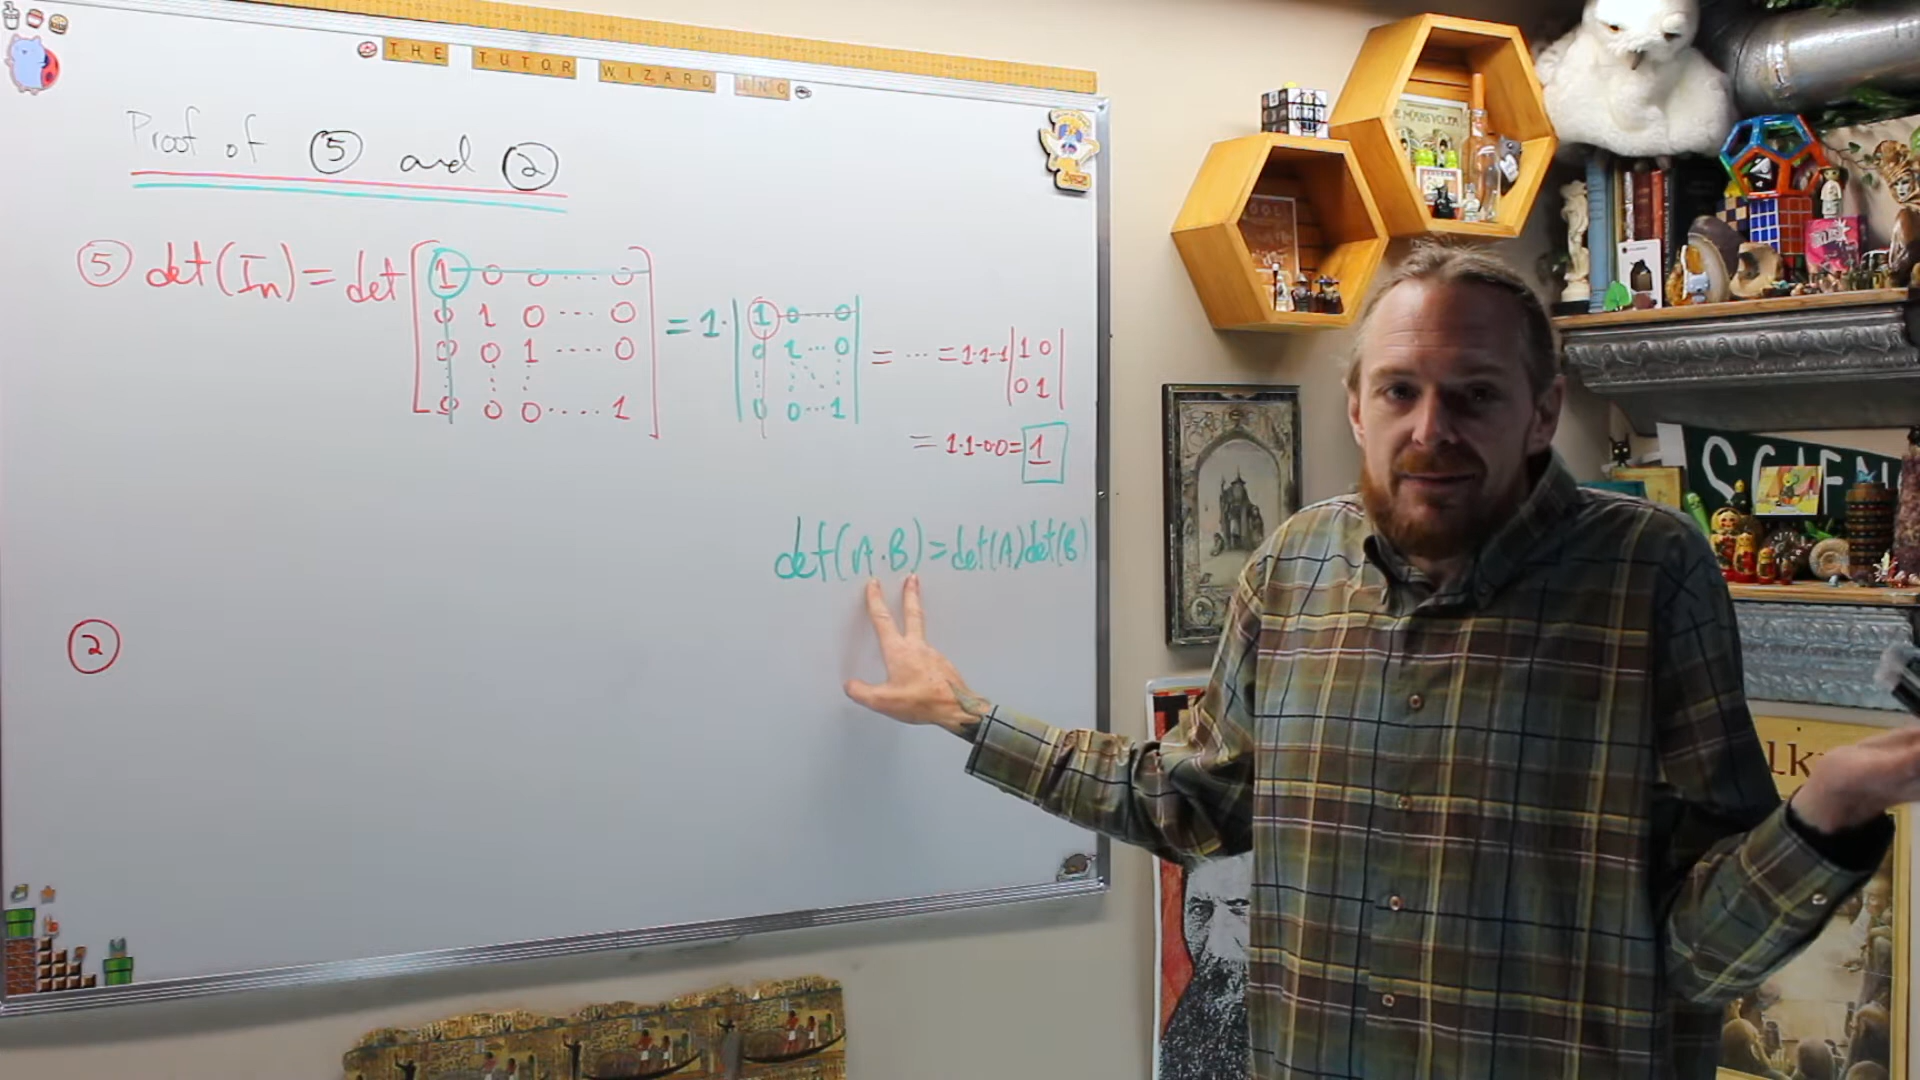 THE TUTOR WIZARD INC
Proof of ⑤ and ②
⑤ det(In) = det [1 0 0 ... 0
0 1 0 ... 0
0 0 1 .... 0
0 0 0 .... 1] = 1· |1 0 ... 0
0 1 ... 0
0 0 ... 1| = ... = 1·1·1 |1 0
0 1|
= 1·1-0·0 = 1
det(A·B) = det(A)det(B)
②
SCIEN